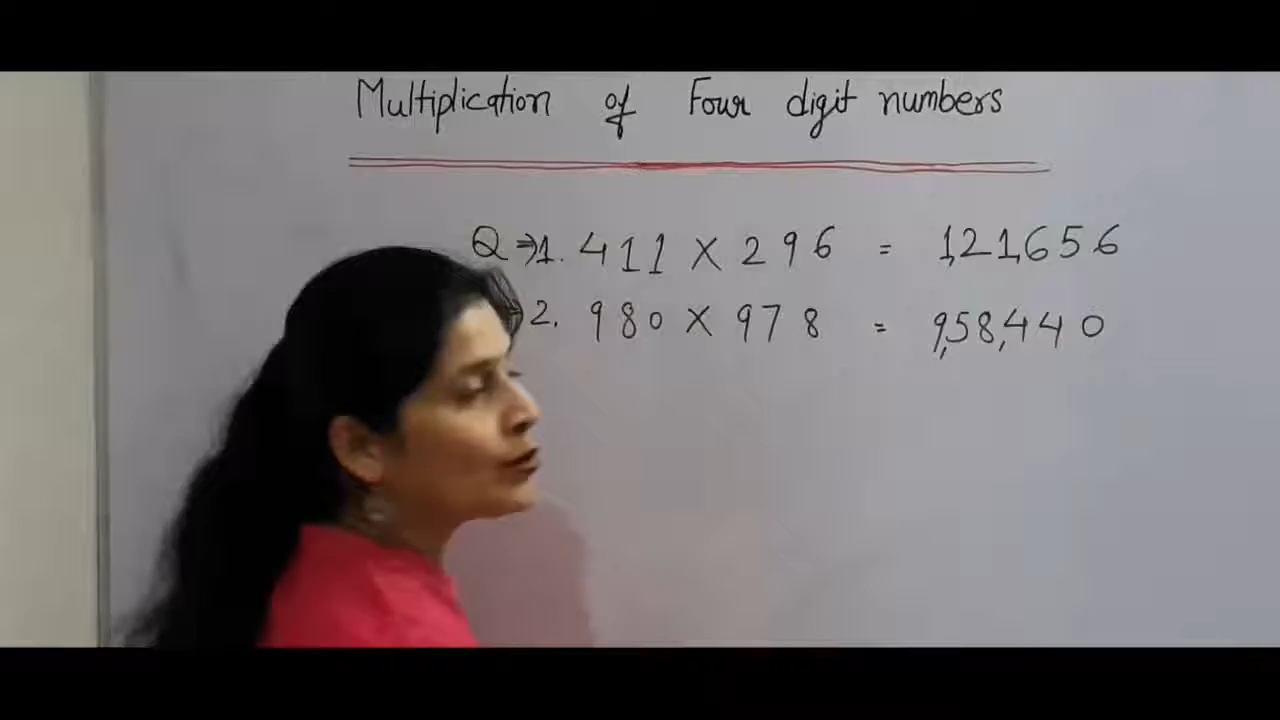 Multiplication of Four digit numbers
Q ⇒1. 411 X 296 = 1,21,656
⇒2. 980 X 978 = 9,58,440